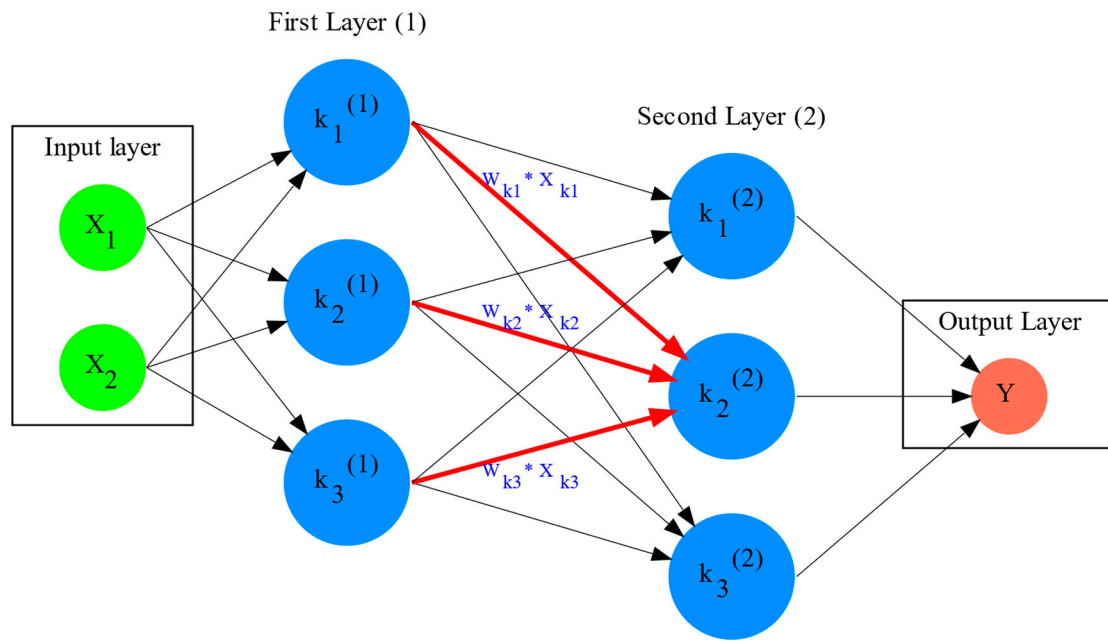 First Layer (1)
Second Layer (2)
Input layer
Output Layer
X1
X2
k1(1)
k2(1)
k3(1)
Wk1* Xk1
Wk2* Xk2
Wk3* Xk3
k1(2)
k2(2)
k3(2)
Y